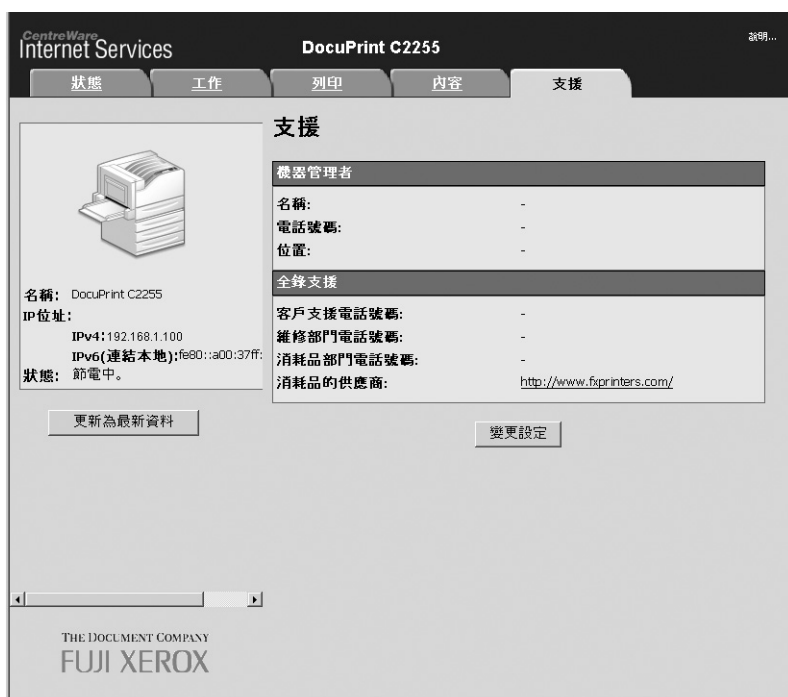 CentreWare
Internet Services
DocuPrint C2255
說明...
狀態
工作
列印
內容
支援
名稱: DocuPrint C2255
IP位址:
IPv4:192.168.1.100
IPv6(連結本地):fe80::a00:37ff:
狀態: 節電中。
更新為最新資料
支援
機器管理者
名稱: -
電話號碼: -
位置: -
全錄支援
客戶支援電話號碼: -
維修部門電話號碼: -
消耗品部門電話號碼: -
消耗品的供應商: http://www.fxprinters.com/
變更設定
THE DOCUMENT COMPANY
FUJI XEROX